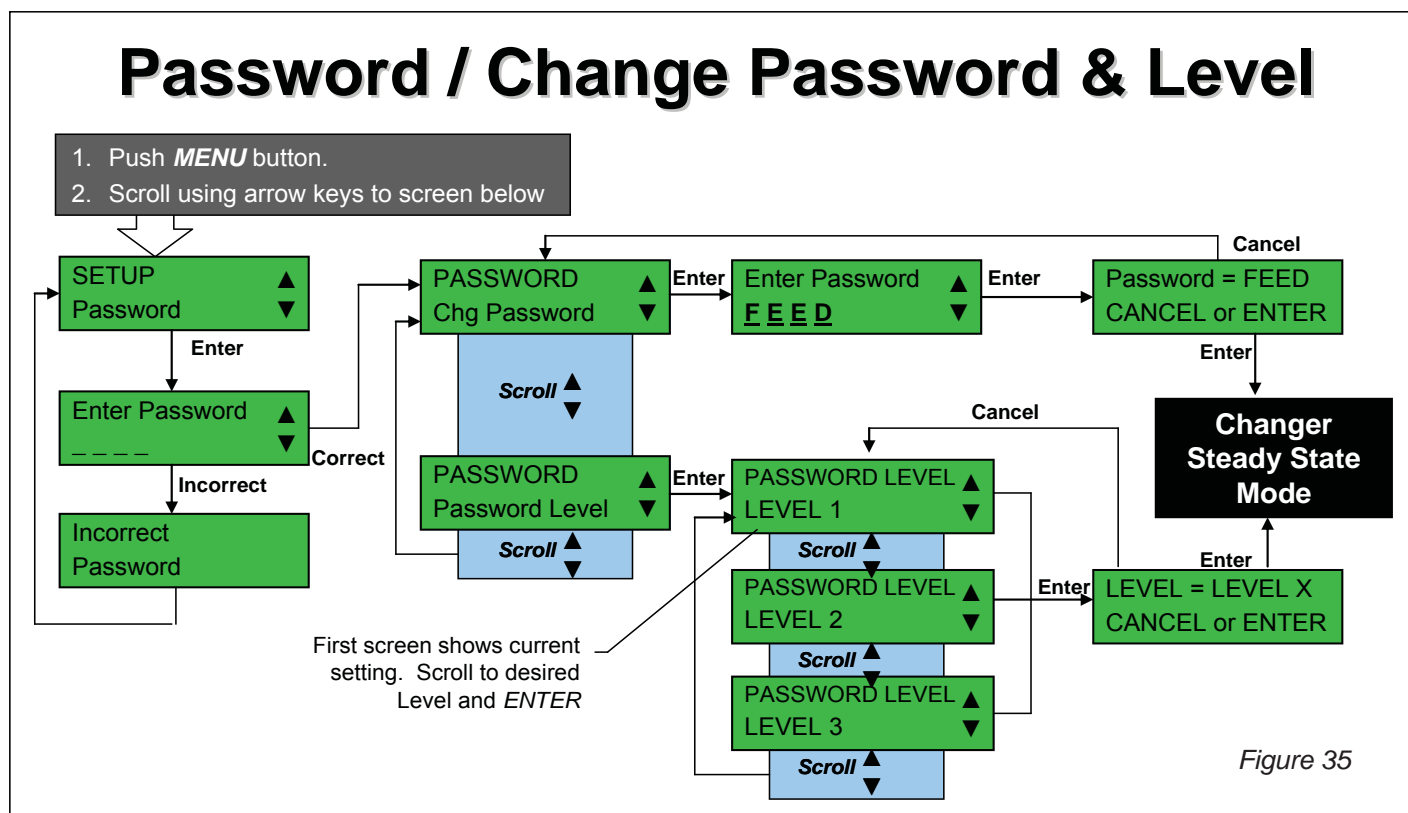 Password / Change Password & Level
1. Push MENU button.
2. Scroll using arrow keys to screen below
SETUP
Password
Enter
Enter Password
_ _ _ _
Correct
Incorrect
Incorrect
Password
PASSWORD
Chg Password
Scroll
PASSWORD
Password Level
Scroll
Enter
Enter Password
F E E D
Enter
Cancel
Password = FEED
CANCEL or ENTER
Enter
Changer
Steady State
Mode
Enter
Cancel
PASSWORD LEVEL
LEVEL 1
Scroll
PASSWORD LEVEL
LEVEL 2
Scroll
PASSWORD LEVEL
LEVEL 3
Scroll
Enter
Enter
LEVEL = LEVEL X
CANCEL or ENTER
First screen shows current
setting. Scroll to desired
Level and ENTER
Figure 35